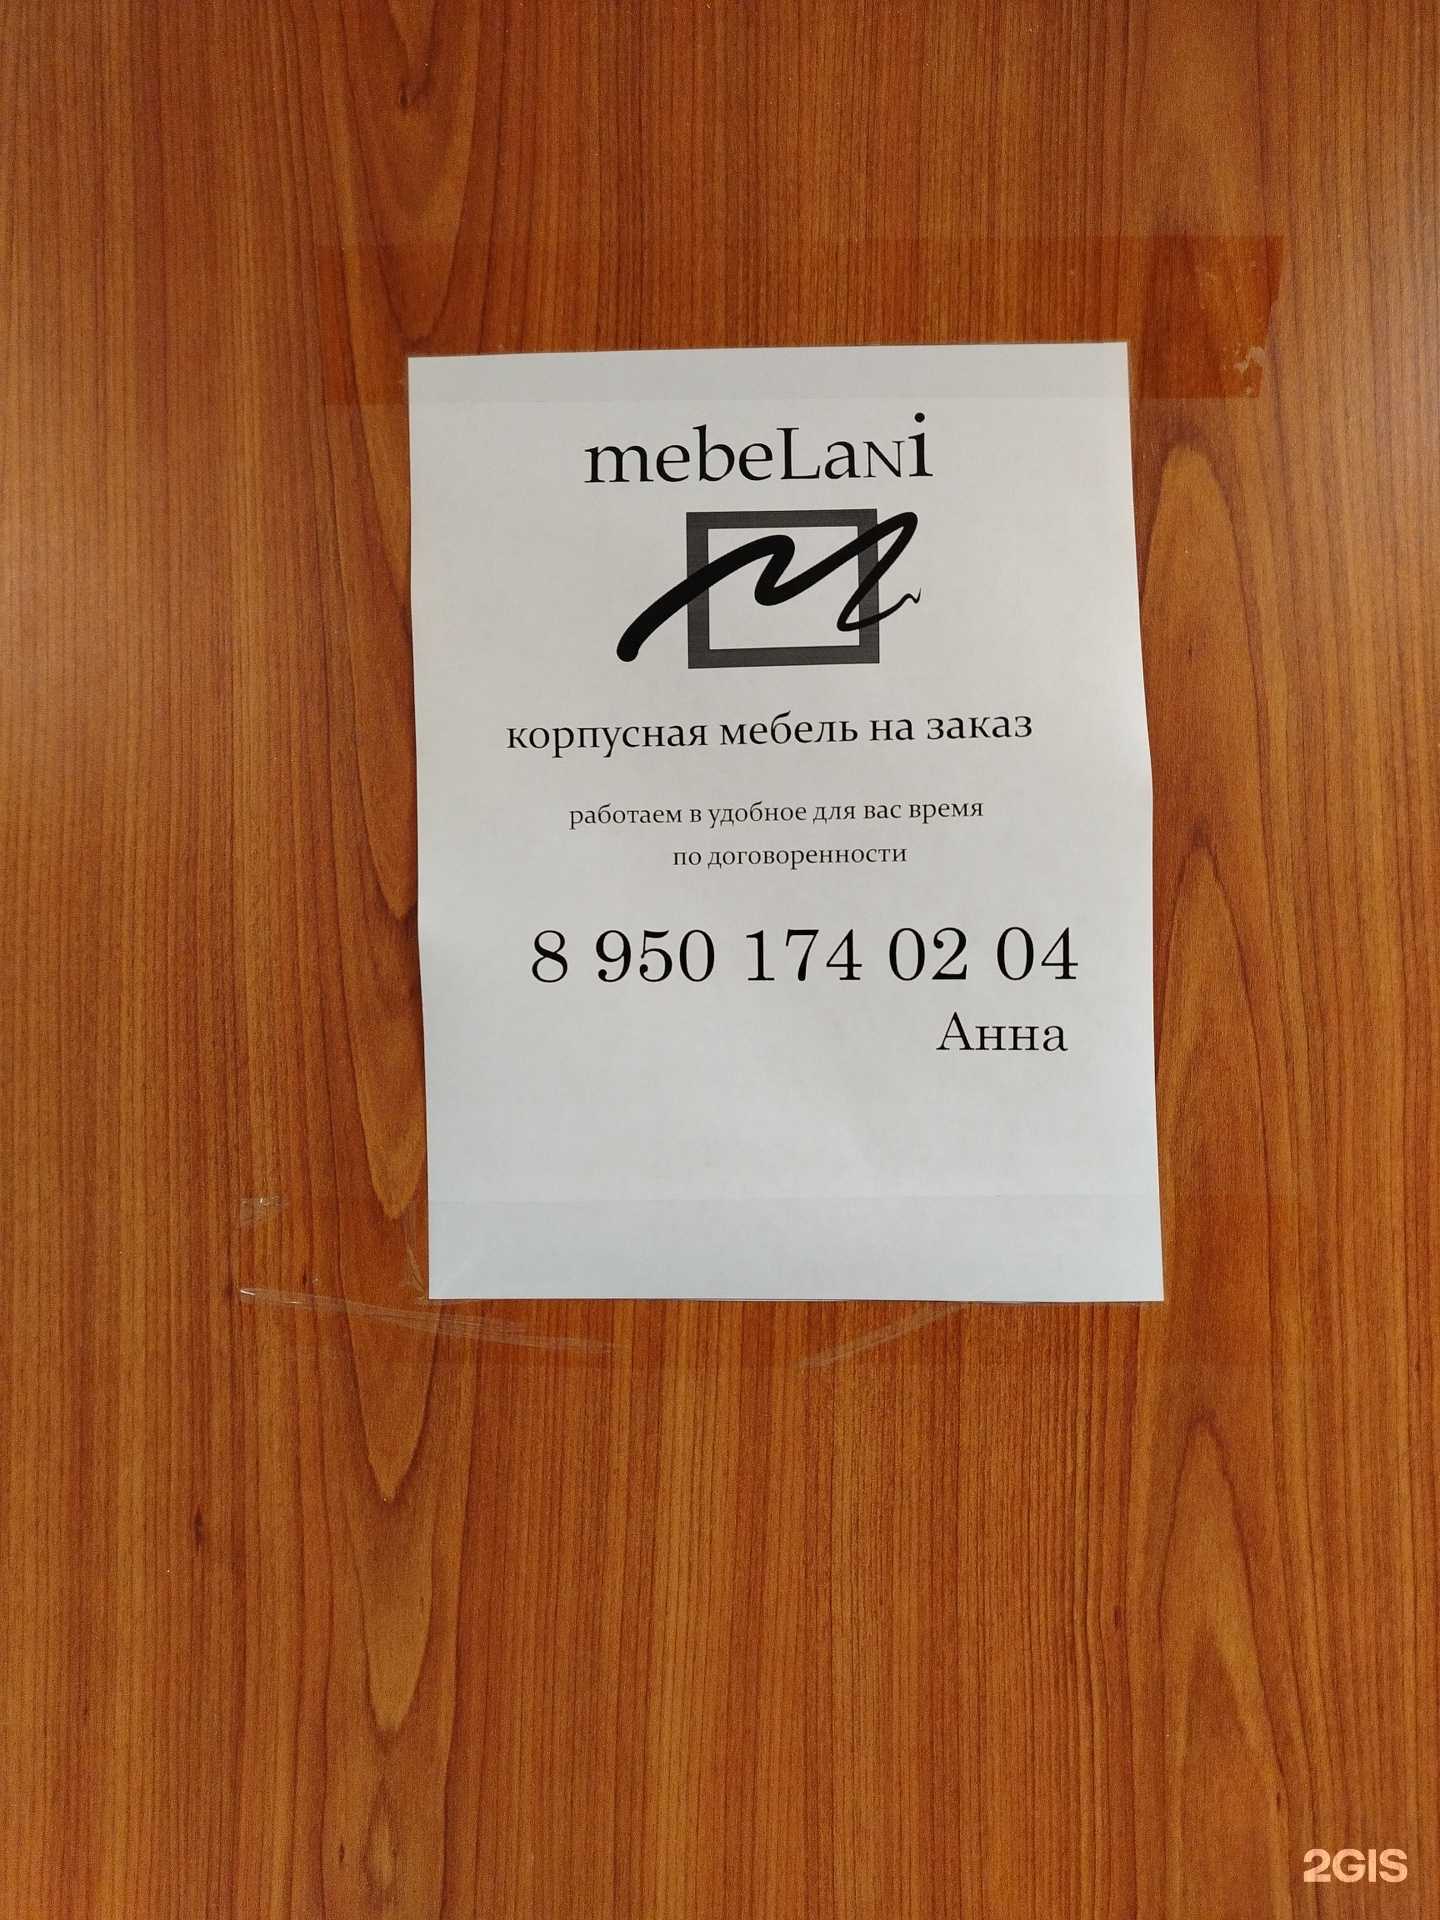 mebeLaNi
корпусная мебель на заказ
работаем в удобное для вас время
по договоренности
8 950 174 02 04
Анна
2GIS